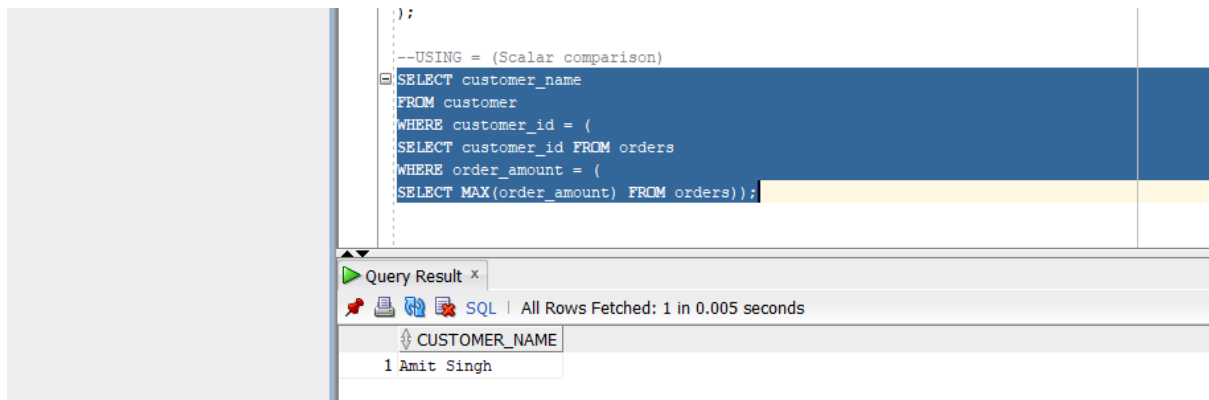 );
--USING = (Scalar comparison)
SELECT customer_name
FROM customer
WHERE customer_id = (
SELECT customer_id FROM orders
WHERE order_amount = (
SELECT MAX(order_amount) FROM orders));
Query Result x
SQL | All Rows Fetched: 1 in 0.005 seconds
CUSTOMER_NAME
1 Amit Singh